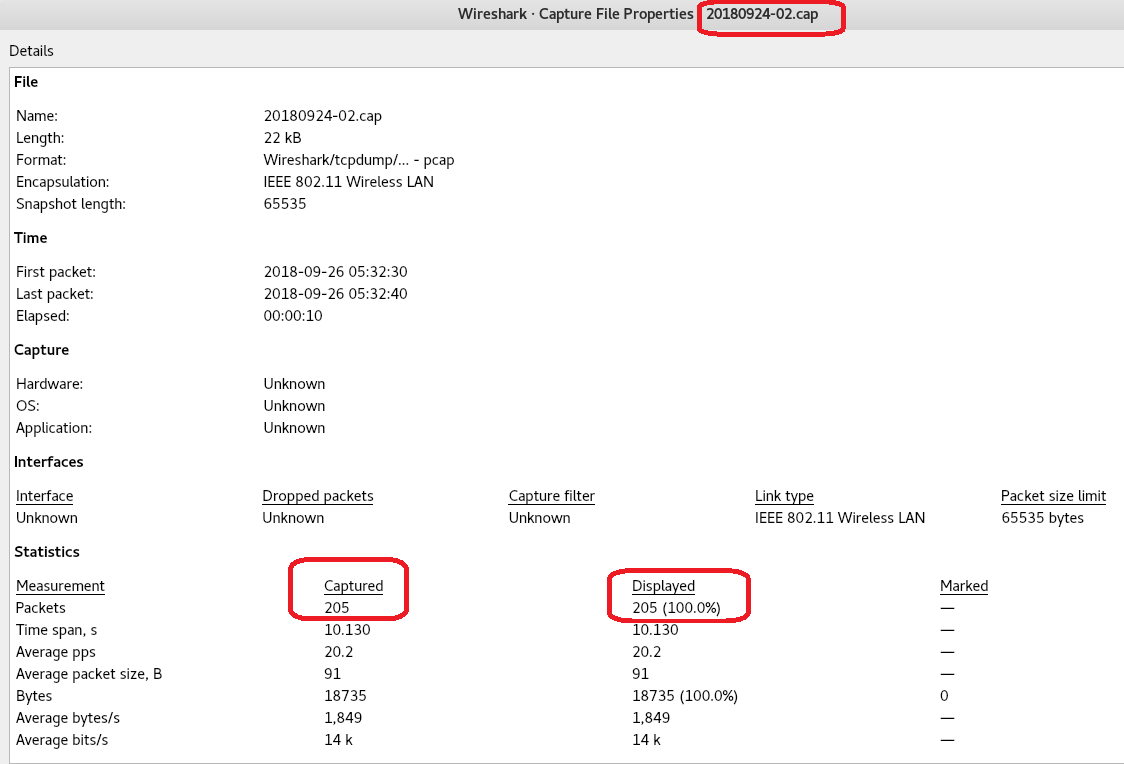 Wireshark · Capture File Properties 20180924-02.cap
Details
File
Name: 20180924-02.cap
Length: 22 kB
Format: Wireshark/tcpdump/... - pcap
Encapsulation: IEEE 802.11 Wireless LAN
Snapshot length: 65535
Time
First packet: 2018-09-26 05:32:30
Last packet: 2018-09-26 05:32:40
Elapsed: 00:00:10
Capture
Hardware: Unknown
OS: Unknown
Application: Unknown
Interfaces
Interface Dropped packets Capture filter Link type Packet size limit
Unknown Unknown Unknown IEEE 802.11 Wireless LAN 65535 bytes
Statistics
Measurement Captured Displayed Marked
Packets 205 205 (100.0%) —
Time span, s 10.130 10.130 —
Average pps 20.2 20.2 —
Average packet size, B 91 91 —
Bytes 18735 18735 (100.0%) 0
Average bytes/s 1,849 1,849 —
Average bits/s 14 k 14 k —